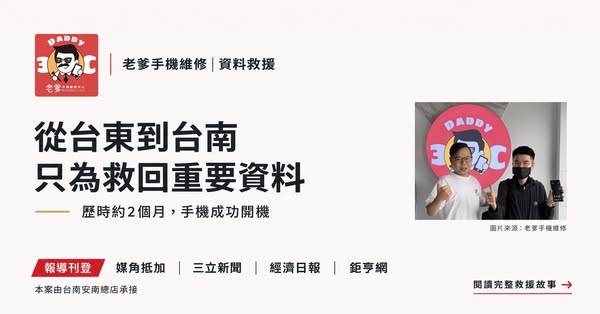 DADDY
3C
老爹
老爹手機維修|資料救援
從台東到台南
只為救回重要資料
歷時約2個月，手機成功開機
DADDY
3C
圖片來源：老爹手機維修
報導刊登 媒角抵加 | 三立新聞 | 經濟日報 | 鉅亨網
本案由台南安南總店承接
閱讀完整救援故事 →